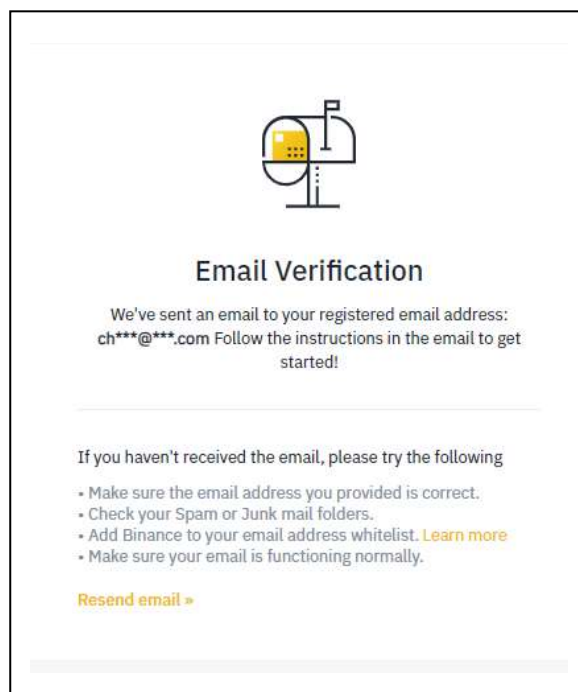 Email Verification
We've sent an email to your registered email address:
ch***@***.com Follow the instructions in the email to get
started!
If you haven't received the email, please try the following
• Make sure the email address you provided is correct.
• Check your Spam or Junk mail folders.
• Add Binance to your email address whitelist. Learn more
• Make sure your email is functioning normally.
Resend email »